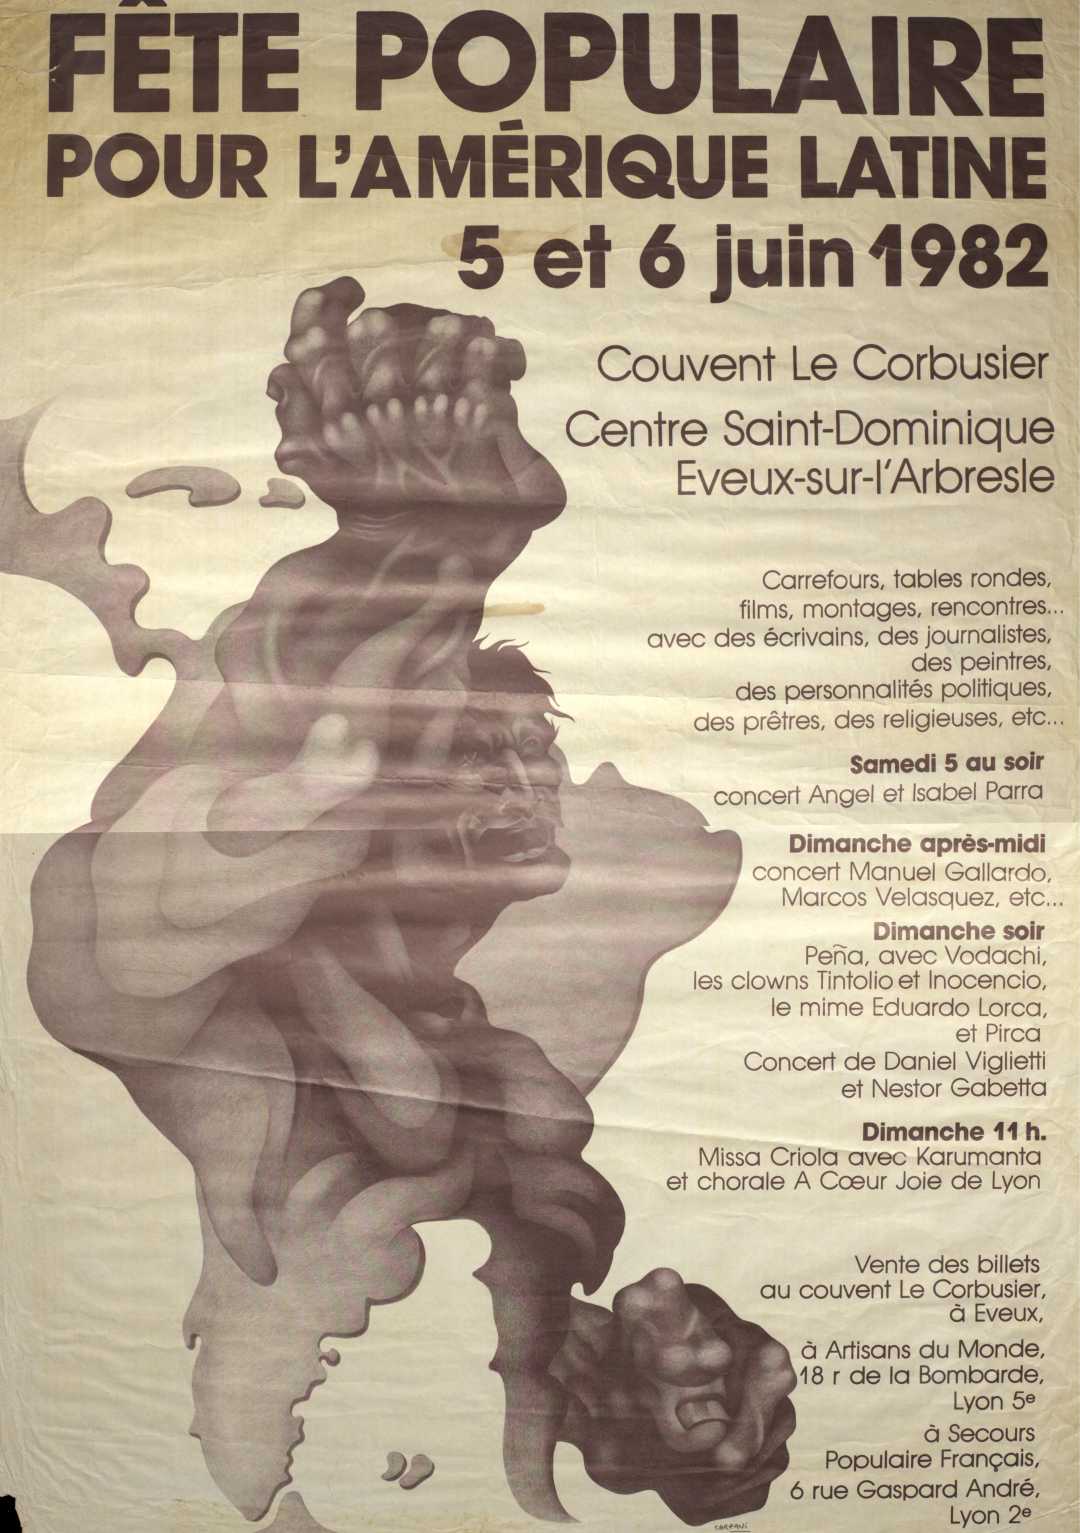 FÊTE POPULAIRE
POUR L'AMÉRIQUE LATINE
5 et 6 juin 1982
Couvent Le Corbusier
Centre Saint-Dominique
Eveux-sur-l'Arbresle
Carrefours, tables rondes,
films, montages, rencontres...
avec des écrivains, des journalistes,
des peintres,
des personnalités politiques,
des prêtres, des religieuses, etc...
Samedi 5 au soir
concert Angel et Isabel Parra
Dimanche après-midi
concert Manuel Gallardo,
Marcos Velasquez, etc...
Dimanche soir
Peña, avec Vodachi,
les clowns Tintolio et Inocencio,
le mime Eduardo Lorca,
et Pirca
Concert de Daniel Viglietti
et Nestor Gabetta
Dimanche 11 h.
Missa Criola avec Karumanta
et chorale A Cœur Joie de Lyon
Vente des billets
au couvent Le Corbusier,
à Eveux,
à Artisans du Monde,
18 r de la Bombarde,
Lyon 5e
à Secours
Populaire Français,
6 rue Gaspard André,
Lyon 2e
CARPANI